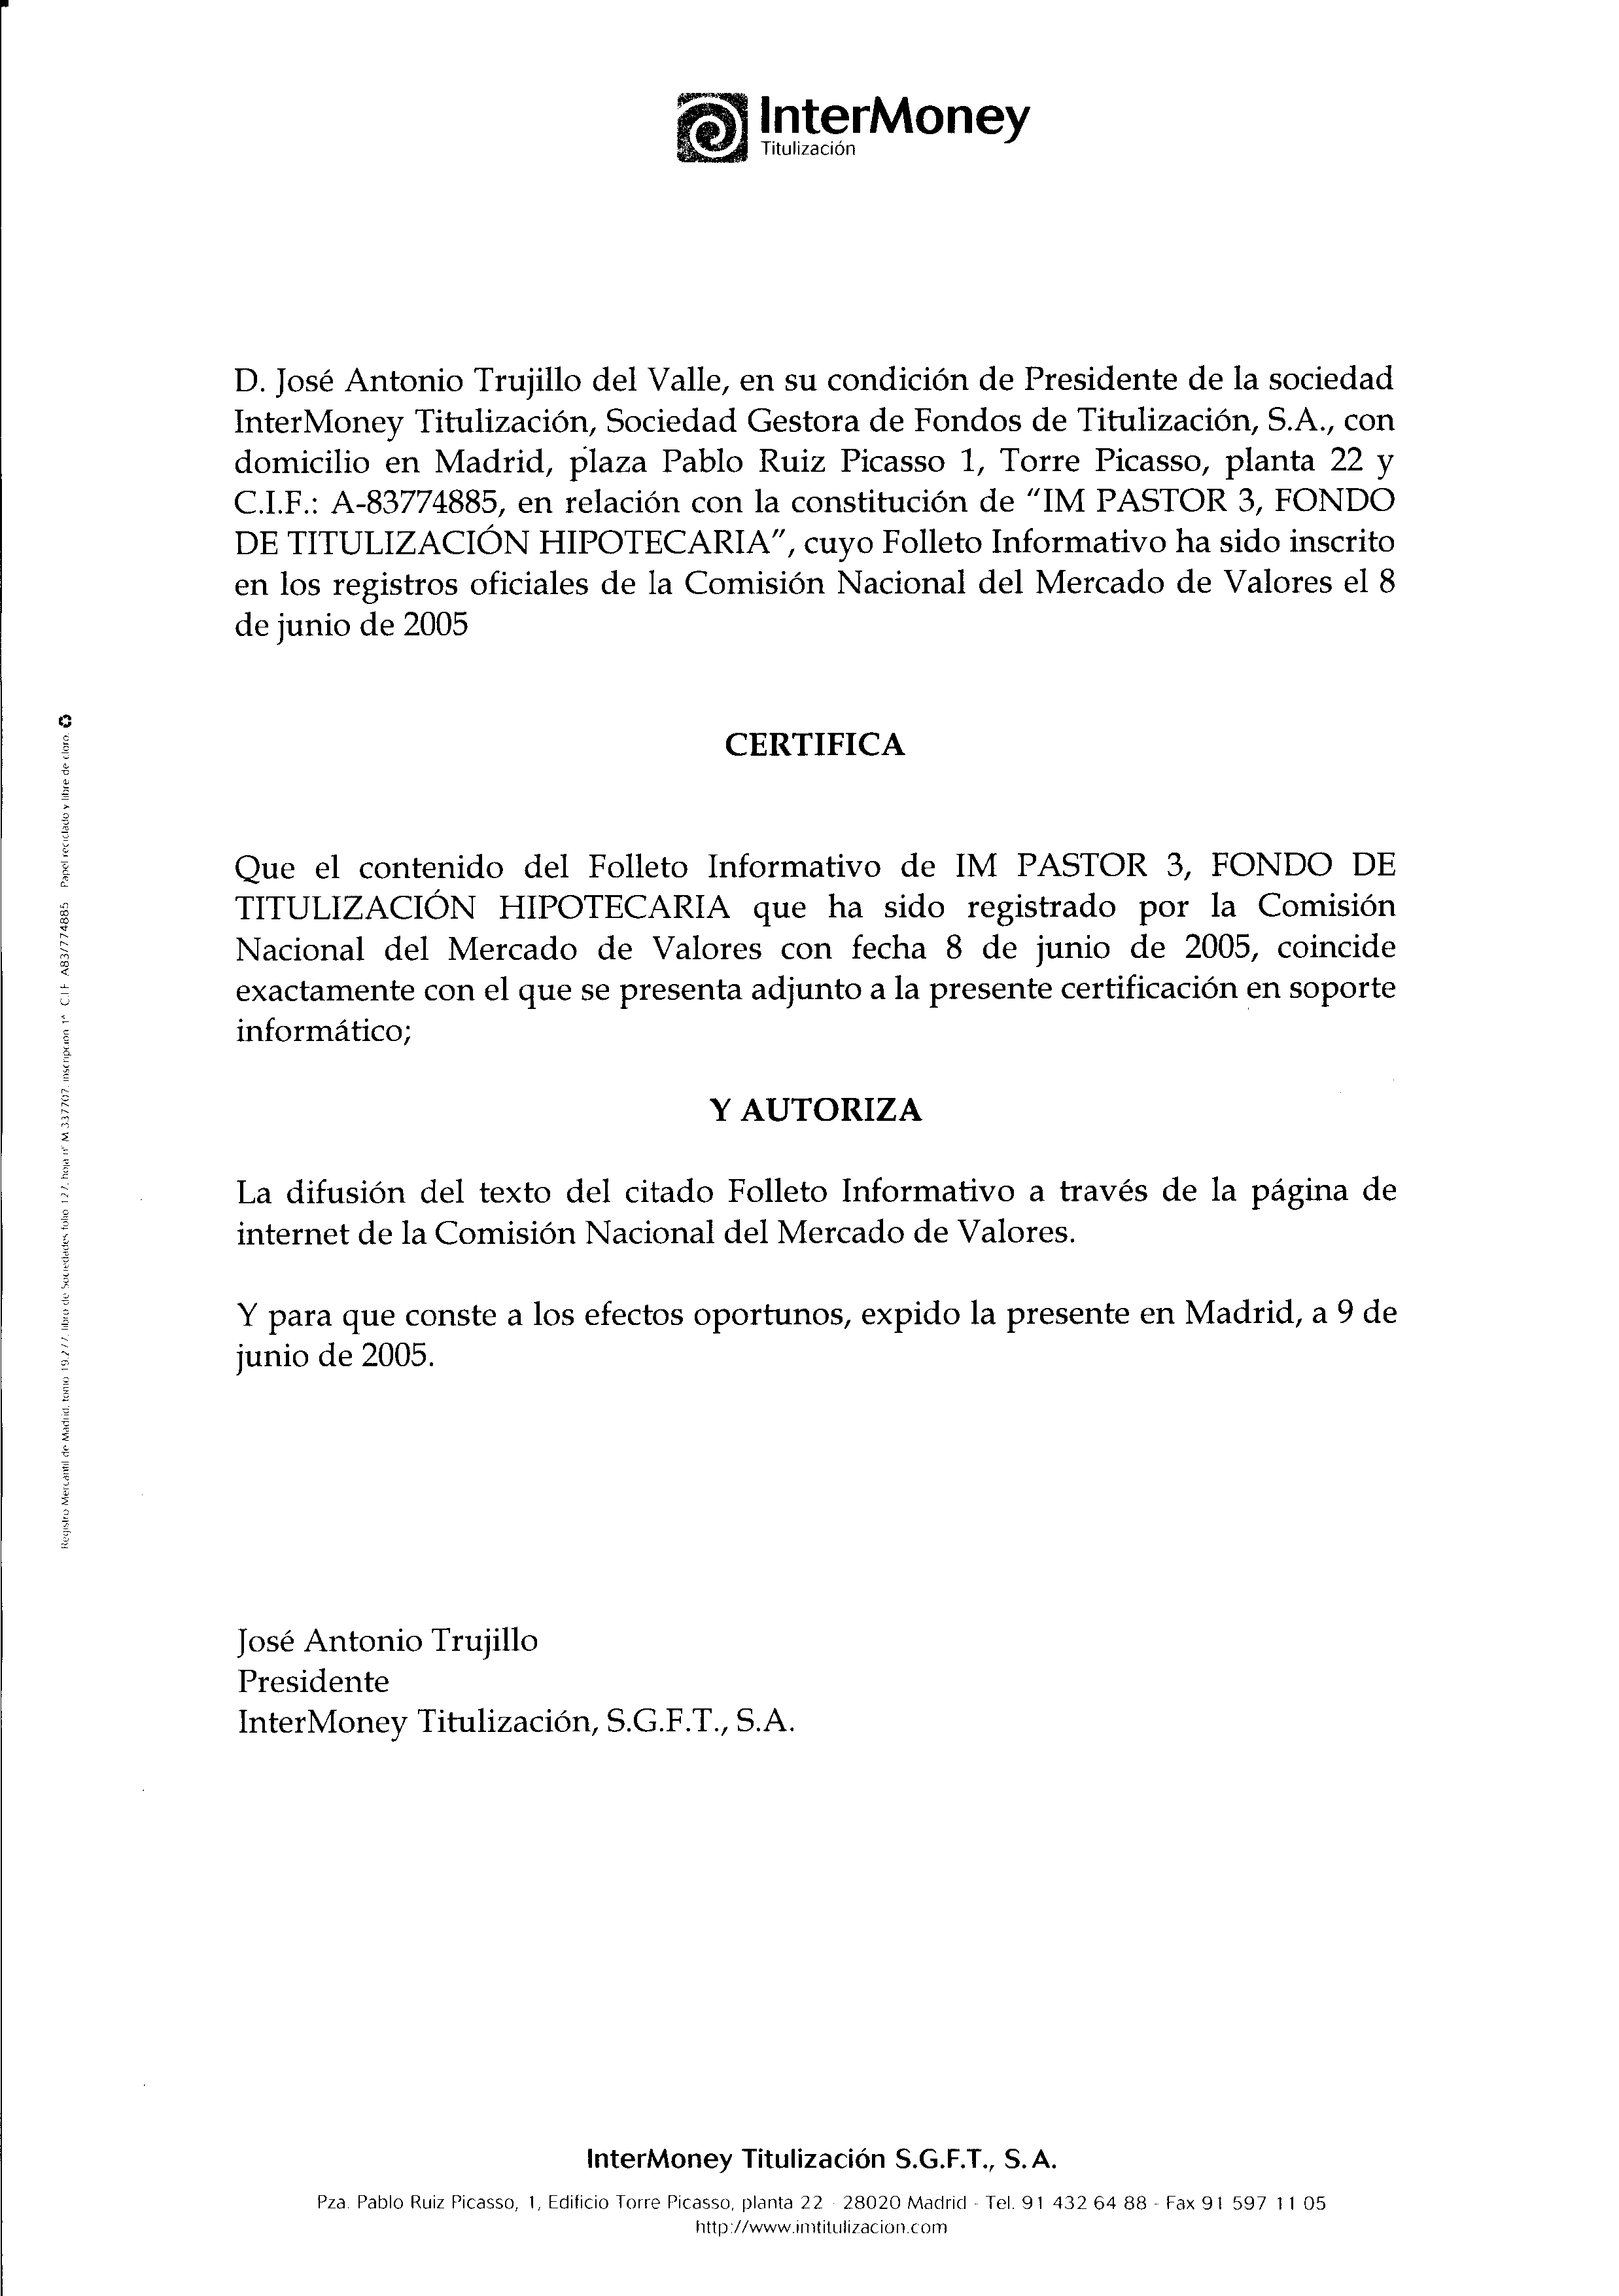 InterMoney
Titulización
D. José Antonio Trujillo del Valle, en su condición de Presidente de la sociedad
InterMoney Titulización, Sociedad Gestora de Fondos de Titulización, S.A., con
domicilio en Madrid, plaza Pablo Ruiz Picasso 1, Torre Picasso, planta 22 y
C.I.F.: A-83774885, en relación con la constitución de "IM PASTOR 3, FONDO
DE TITULIZACIÓN HIPOTECARIA", cuyo Folleto Informativo ha sido inscrito
en los registros oficiales de la Comisión Nacional del Mercado de Valores el 8
de junio de 2005
CERTIFICA
Que el contenido del Folleto Informativo de IM PASTOR 3, FONDO DE
TITULIZACIÓN HIPOTECARIA que ha sido registrado por la Comisión
Nacional del Mercado de Valores con fecha 8 de junio de 2005, coincide
exactamente con el que se presenta adjunto a la presente certificación en soporte
informático;
Y AUTORIZA
La difusión del texto del citado Folleto Informativo a través de la página de
internet de la Comisión Nacional del Mercado de Valores.
Y para que conste a los efectos oportunos, expido la presente en Madrid, a 9 de
junio de 2005.
José Antonio Trujillo
Presidente
InterMoney Titulización, S.G.F.T., S.A.
InterMoney Titulización S.G.F.T., S.A.
Pza. Pablo Ruiz Picasso, 1, Edificio Torre Picasso, planta 22 - 28020 Madrid - Tel. 91 432 64 88 - Fax 91 597 11 05
http://www.imtitulizacion.com
Registro Mercantil de Madrid, tomo 19.277, libro de Sociedades folio 127, hoja nº M 337707, inscripción 1ª C.I.F. A83/774885 Papel reciclado y libre de cloro.